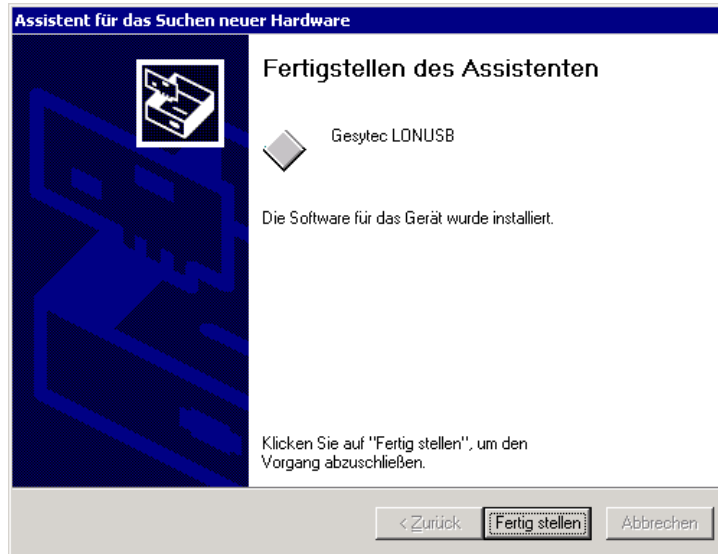 Assistent für das Suchen neuer Hardware
Fertigstellen des Assistenten
Gesytec LONUSB
Die Software für das Gerät wurde installiert.
Klicken Sie auf "Fertig stellen", um den
Vorgang abzuschließen.
< Zurück
Fertig stellen
Abbrechen